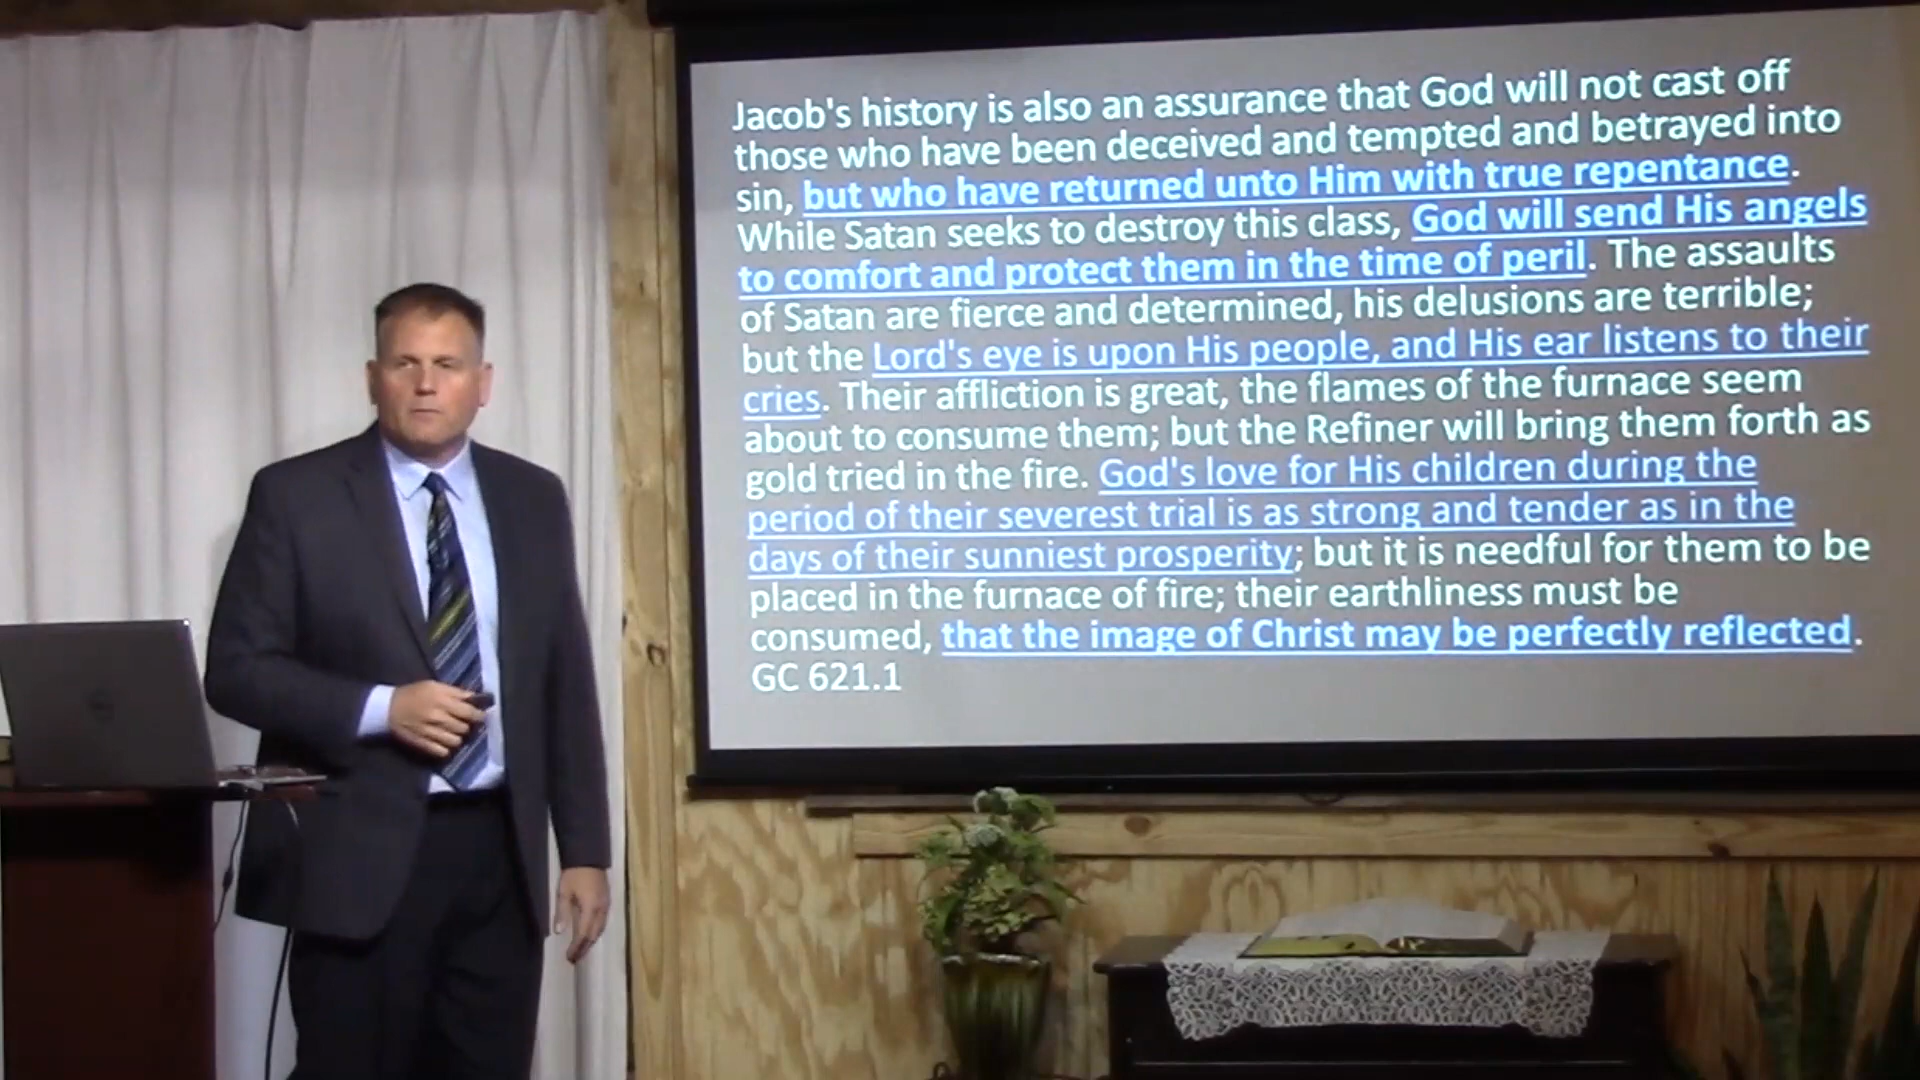 Jacob's history is also an assurance that God will not cast off
those who have been deceived and tempted and betrayed into
sin, but who have returned unto Him with true repentance.
While Satan seeks to destroy this class, God will send His angels
to comfort and protect them in the time of peril. The assaults
of Satan are fierce and determined, his delusions are terrible;
but the Lord's eye is upon His people, and His ear listens to their
cries. Their affliction is great, the flames of the furnace seem
about to consume them; but the Refiner will bring them forth as
gold tried in the fire. God's love for His children during the
period of their severest trial is as strong and tender as in the
days of their sunniest prosperity; but it is needful for them to be
placed in the furnace of fire; their earthliness must be
consumed, that the image of Christ may be perfectly reflected.
GC 621.1